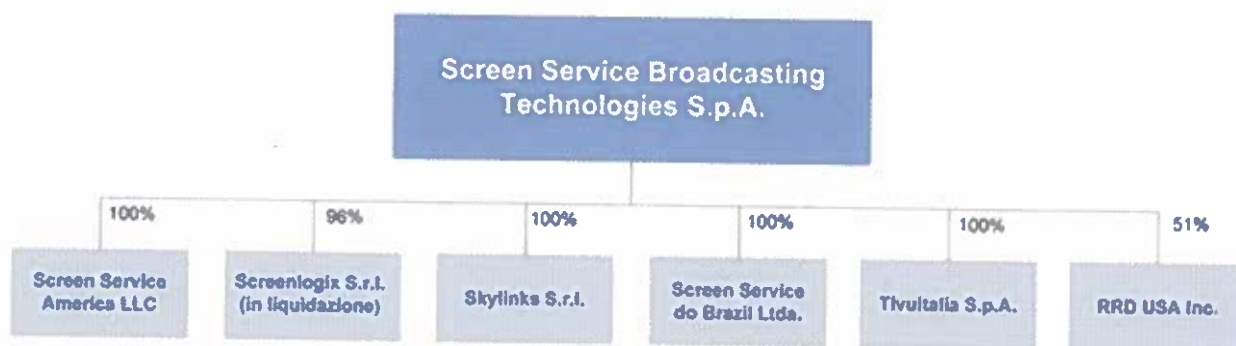 Screen Service Broadcasting
Technologies S.p.A.
100%
96%
100%
100%
100%
51%
Screen Service
America LLC
Screenlogix S.r.l.
(in liquidazione)
Skylinks S.r.l.
Screen Service
do Brazil Ltda.
Tivuitalia S.p.A.
RRD USA Inc.